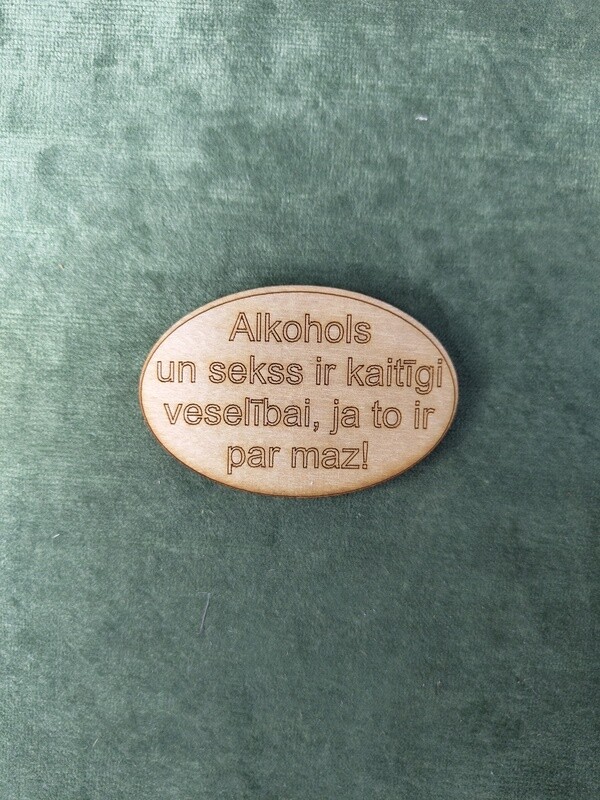 Alkohols
un sekss ir kaitīgi
veselībai, ja to ir
par maz!